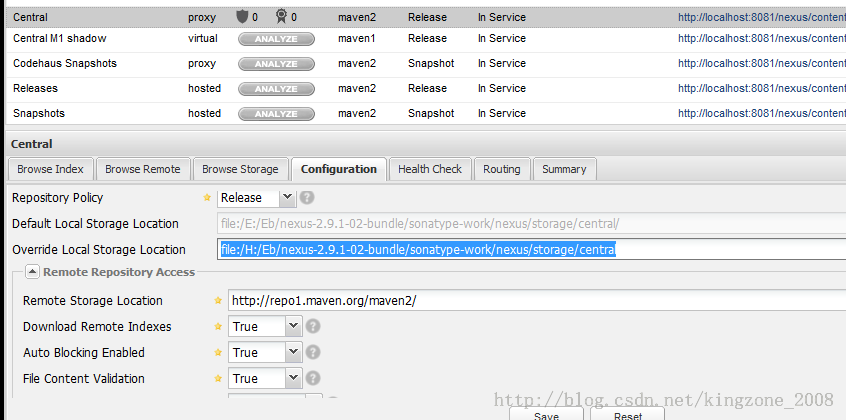 Central proxy 0 0 maven2 Release In Service http://localhost:8081/nexus/conten
Central M1 shadow virtual ANALYZE maven1 Release In Service http://localhost:8081/nexus/conten
Codehaus Snapshots proxy ANALYZE maven2 Snapshot In Service http://localhost:8081/nexus/conten
Releases hosted ANALYZE maven2 Release In Service http://localhost:8081/nexus/conten
Snapshots hosted ANALYZE maven2 Snapshot In Service http://localhost:8081/nexus/conten
Central
Browse Index Browse Remote Browse Storage Configuration Health Check Routing Summary
Repository Policy Release
Default Local Storage Location file:/E:/Eb/nexus-2.9.1-02-bundle/sonatype-work/nexus/storage/central/
Override Local Storage Location file:/H:/Eb/nexus-2.9.1-02-bundle/sonatype-work/nexus/storage/central
Remote Repository Access
Remote Storage Location http://repo1.maven.org/maven2/
Download Remote Indexes True
Auto Blocking Enabled True
File Content Validation True
http://blog.csdn.net/kingzone_2008
Save Reset